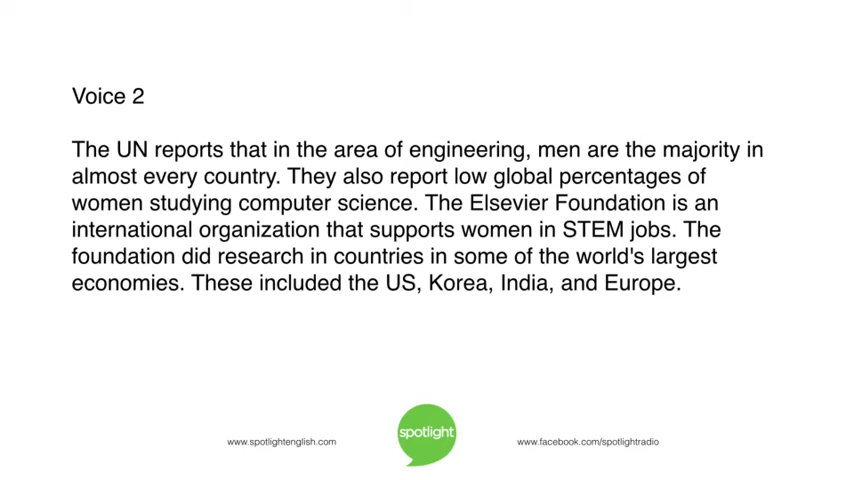 Voice 2
The UN reports that in the area of engineering, men are the majority in
almost every country. They also report low global percentages of
women studying computer science. The Elsevier Foundation is an
international organization that supports women in STEM jobs. The
foundation did research in countries in some of the world's largest
economies. These included the US, Korea, India, and Europe.
spotlight
www.spotlightenglish.com
www.facebook.com/spotlightradio